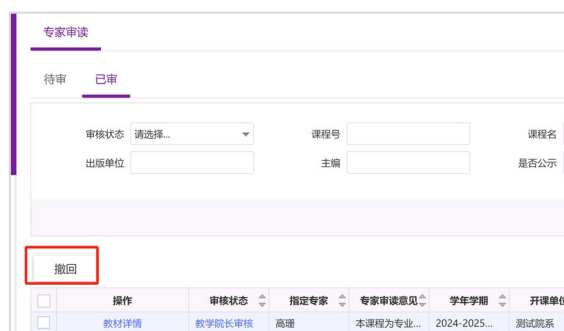 专家审读
待审 已审
审核状态 请选择... 课程号 课程名
出版单位 主编 是否公示
撤回
操作 审核状态 指定专家 专家审读意见 学年学期 开课单位
教材详情 教学院长审核 高珊 本课程为专业... 2024-2025... 测试院系